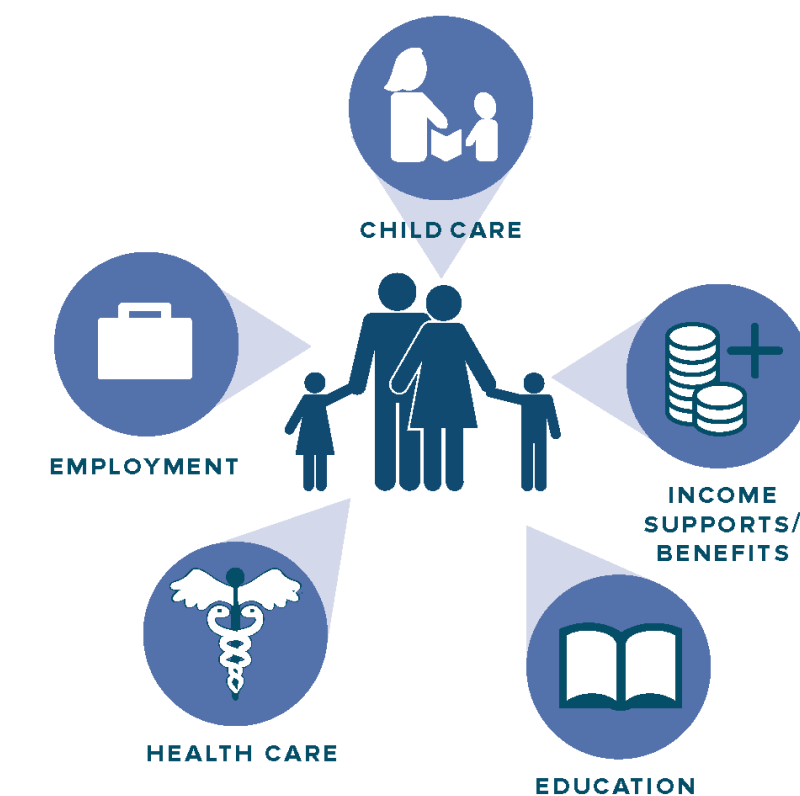 CHILD CARE
EMPLOYMENT
INCOME
SUPPORTS/
BENEFITS
HEALTH CARE
EDUCATION